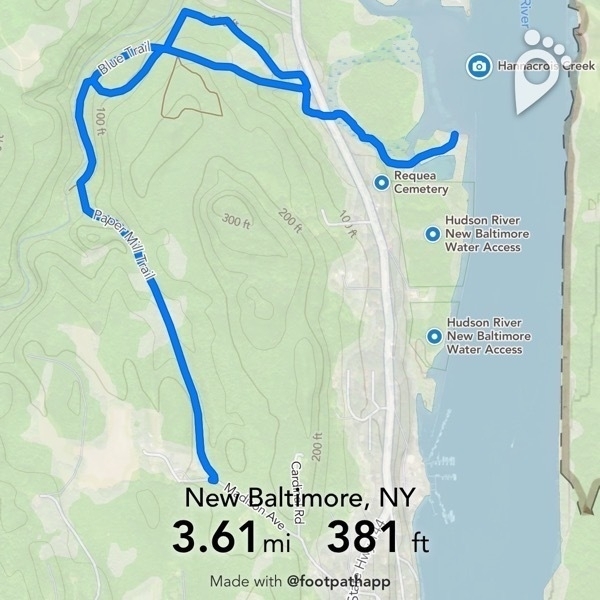 River
Hannacrois Creek
Blue Trail
100 ft
Requea
Cemetery
Hudson River
New Baltimore
Water Access
Paper Mill Trail
300 ft
200 ft
100 ft
Hudson River
New Baltimore
Water Access
200 ft
Cardinal Rd
Madison Ave
New Baltimore, NY
3.61 mi 381 ft
Made with @footpathapp